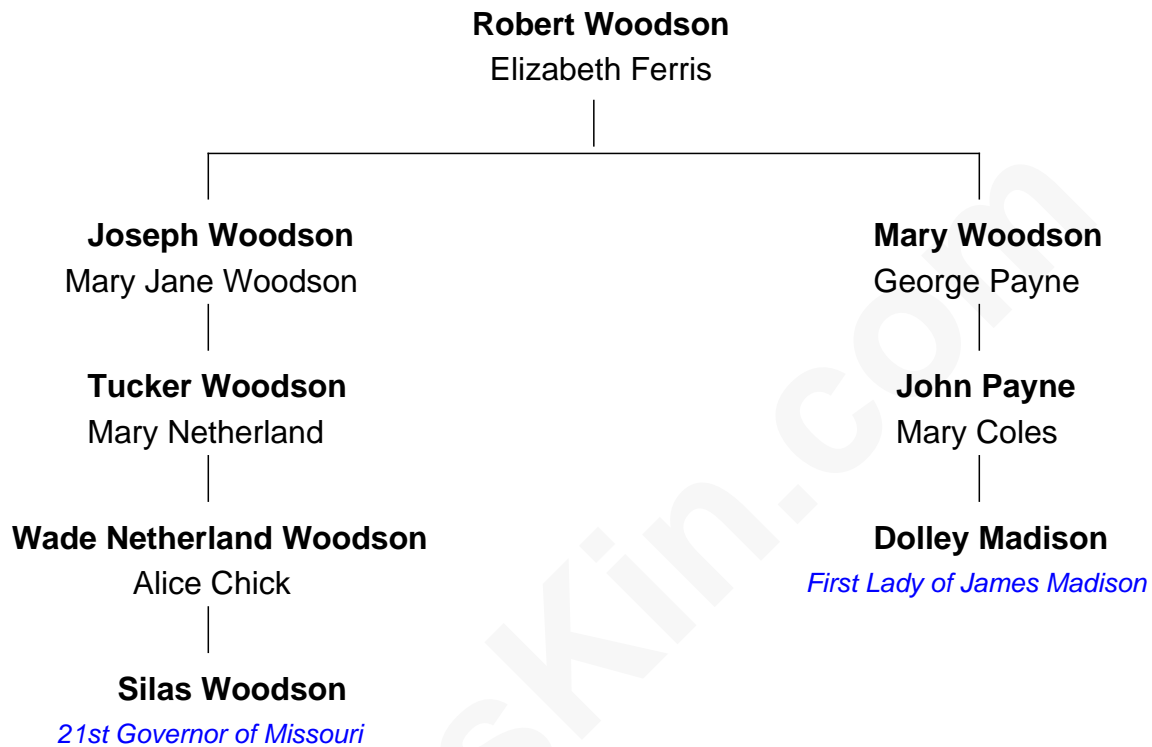 Robert Woodson
Elizabeth Ferris
Joseph Woodson
Mary Jane Woodson
Mary Woodson
George Payne
Tucker Woodson
Mary Netherland
John Payne
Mary Coles
Wade Netherland Woodson
Alice Chick
Dolley Madison
First Lady of James Madison
Silas Woodson
21st Governor of Missouri
sKin.com